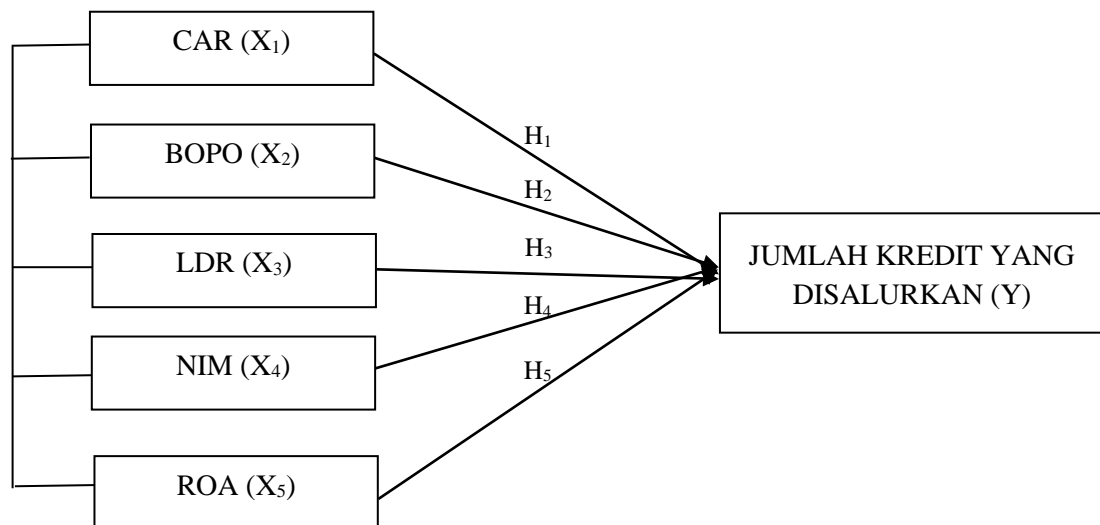 CAR (X₁)
H₁
BOPO (X₂)
H₂
LDR (X₃)
H₃
JUMLAH KREDIT YANG
DISALURKAN (Y)
H₄
NIM (X₄)
H₅
ROA (X₅)